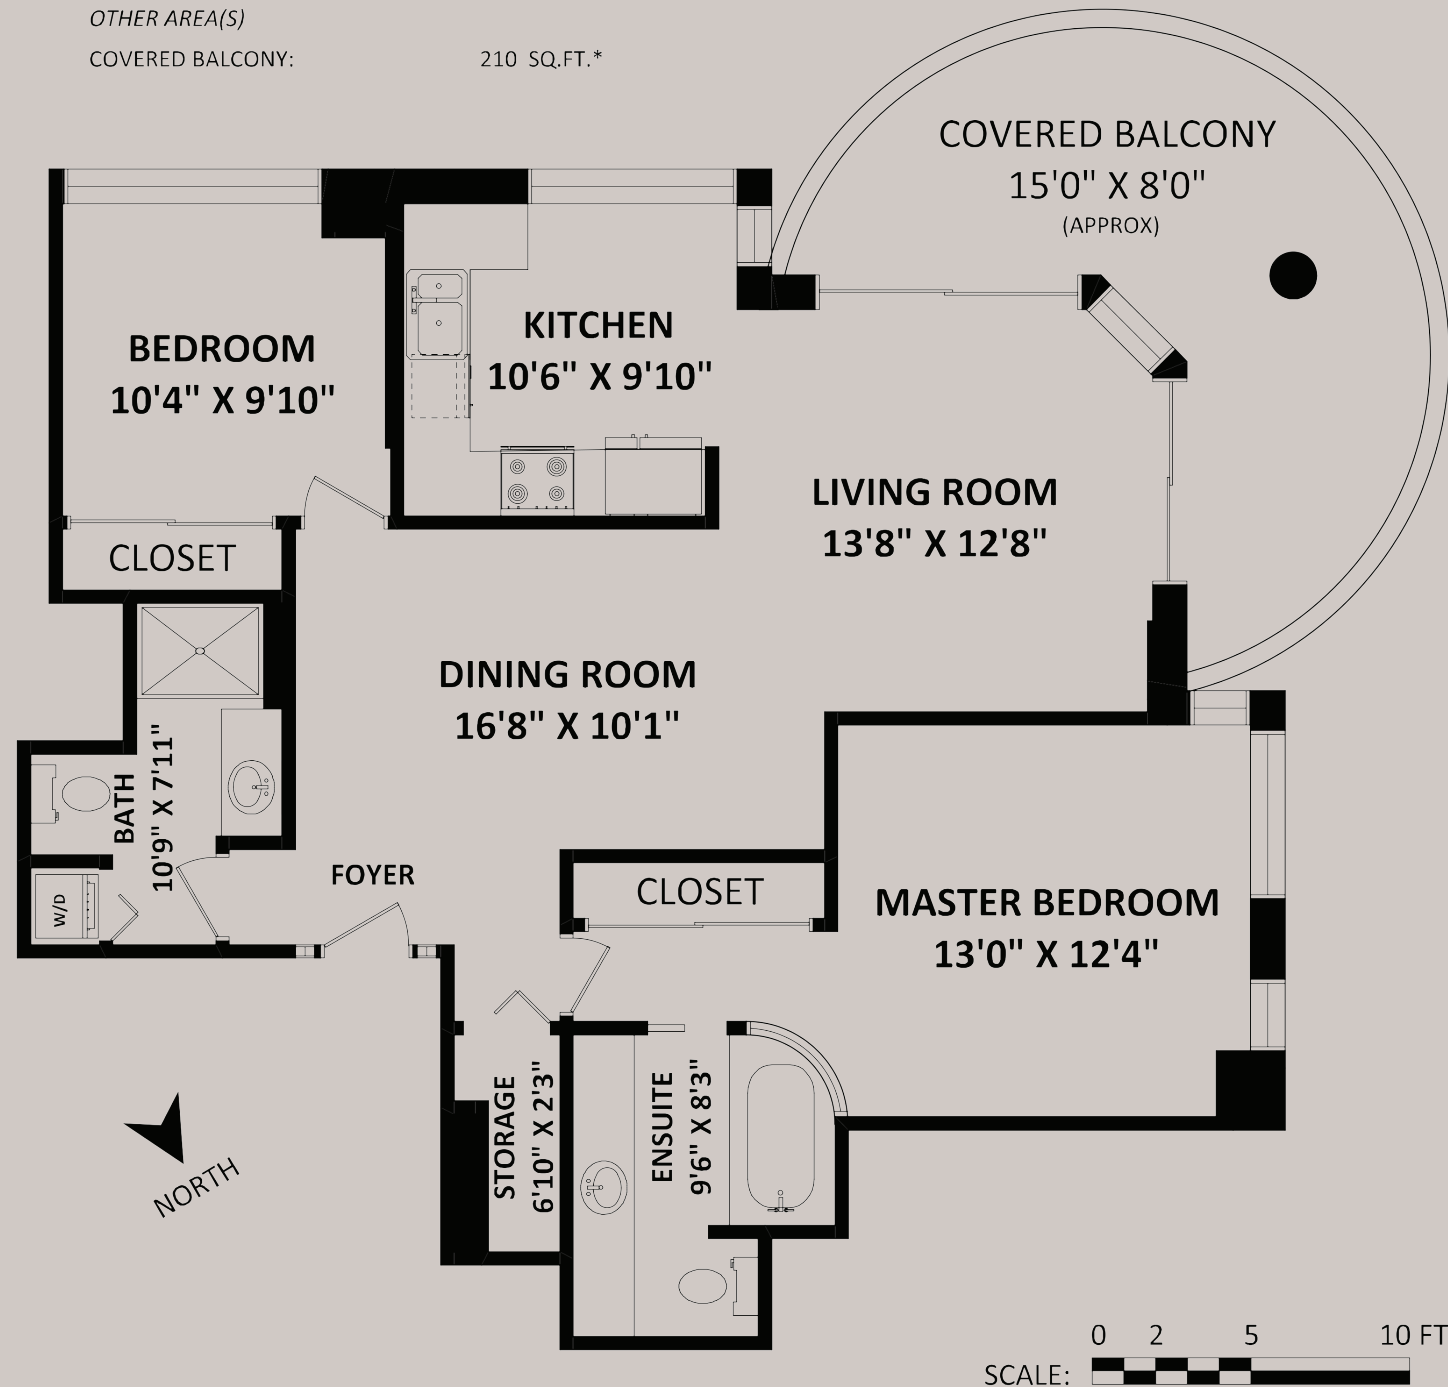 OTHER AREA(S)
COVERED BALCONY: 210 SQ.FT.*
COVERED BALCONY
15'0" X 8'0"
(APPROX)
BEDROOM
10'4" X 9'10"
KITCHEN
10'6" X 9'10"
LIVING ROOM
13'8" X 12'8"
CLOSET
DINING ROOM
16'8" X 10'1"
BATH
10'9" X 7'11"
W/D
FOYER
CLOSET
MASTER BEDROOM
13'0" X 12'4"
STORAGE
6'10" X 2'3"
ENSUITE
9'6" X 8'3"
NORTH
0 2 5 10 FT
SCALE: